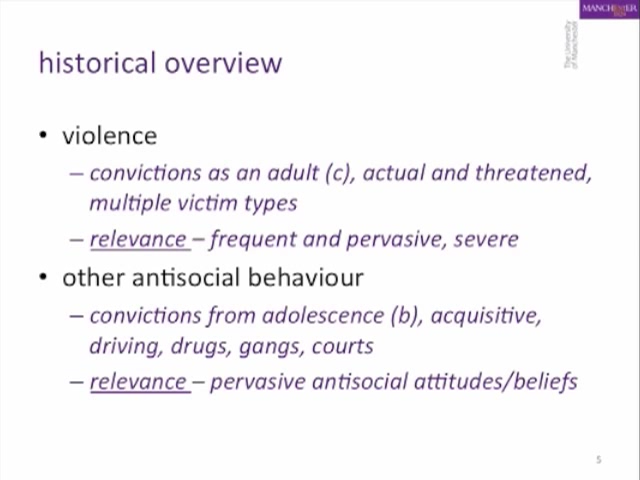 MANCHESTER
1824
The University
of Manchester
historical overview
• violence
– convictions as an adult (c), actual and threatened,
multiple victim types
– relevance – frequent and pervasive, severe
• other antisocial behaviour
– convictions from adolescence (b), acquisitive,
driving, drugs, gangs, courts
– relevance – pervasive antisocial attitudes/beliefs
5